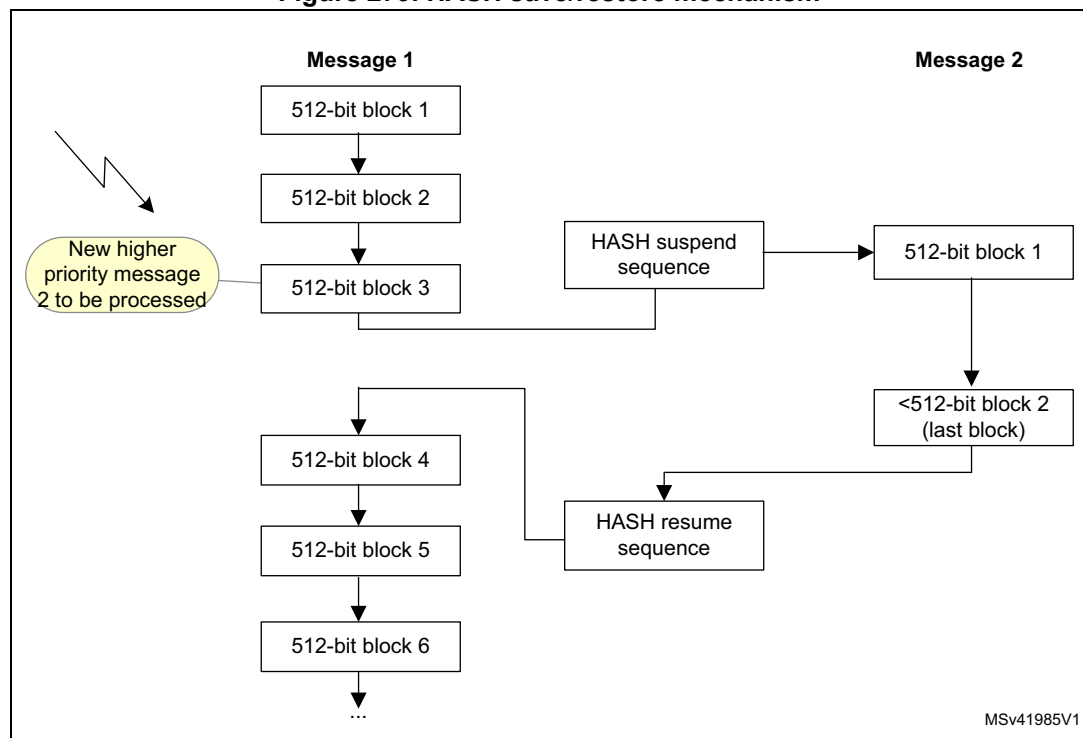 Message 1
Message 2
512-bit block 1
512-bit block 2
New higher
priority message
2 to be processed
512-bit block 3
HASH suspend
sequence
512-bit block 1
<512-bit block 2
(last block)
HASH resume
sequence
512-bit block 4
512-bit block 5
512-bit block 6
...
MSv41985V1